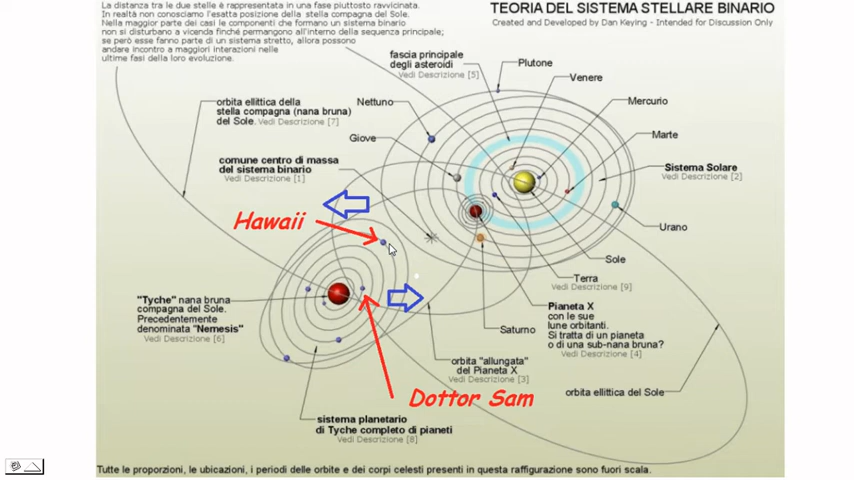 La distanza tra le due stelle è rappresentata in una fase piuttosto ravvicinata.
In realtà non conosciamo l'esatta posizione della stella compagna del Sole.
Nella maggior parte dei casi le componenti che formano un sistema binario
non si disturbano a vicenda finché permangono all'interno della sequenza principale;
se però esse fanno parte di un sistema stretto, allora possono
andare incontro a maggiori interazioni nelle
ultime fasi della loro evoluzione.
TEORIA DEL SISTEMA STELLARE BINARIO
Created and Developed by Dan Keying - Intended for Discussion Only
fascia principale
degli asteroidi
Vedi Descrizione [5]
Plutone
Venere
Mercurio
Marte
Sistema Solare
Vedi Descrizione [2]
Urano
Sole
Terra
Vedi Descrizione [9]
Nettuno
Giove
orbita ellittica della
stella compagna (nana bruna)
del Sole. Vedi Descrizione [7]
comune centro di massa
del sistema binario
Vedi Descrizione [1]
Hawaii
"Tyche" nana bruna
compagna del Sole.
Precedentemente
denominata "Nemesis"
Vedi Descrizione [6]
Pianeta X
con le sue
lune orbitanti.
Si tratta di un pianeta
o di una sub-nana bruna?
Vedi Descrizione [4]
Saturno
orbita "allungata"
del Pianeta X
Vedi Descrizione [3]
orbita ellittica del Sole
Dottor Sam
sistema planetario
di Tyche completo di pianeti
Vedi Descrizione [8]
Tutte le proporzioni, le ubicazioni, i periodi delle orbite e dei corpi celesti presenti in questa raffigurazione sono fuori scala.